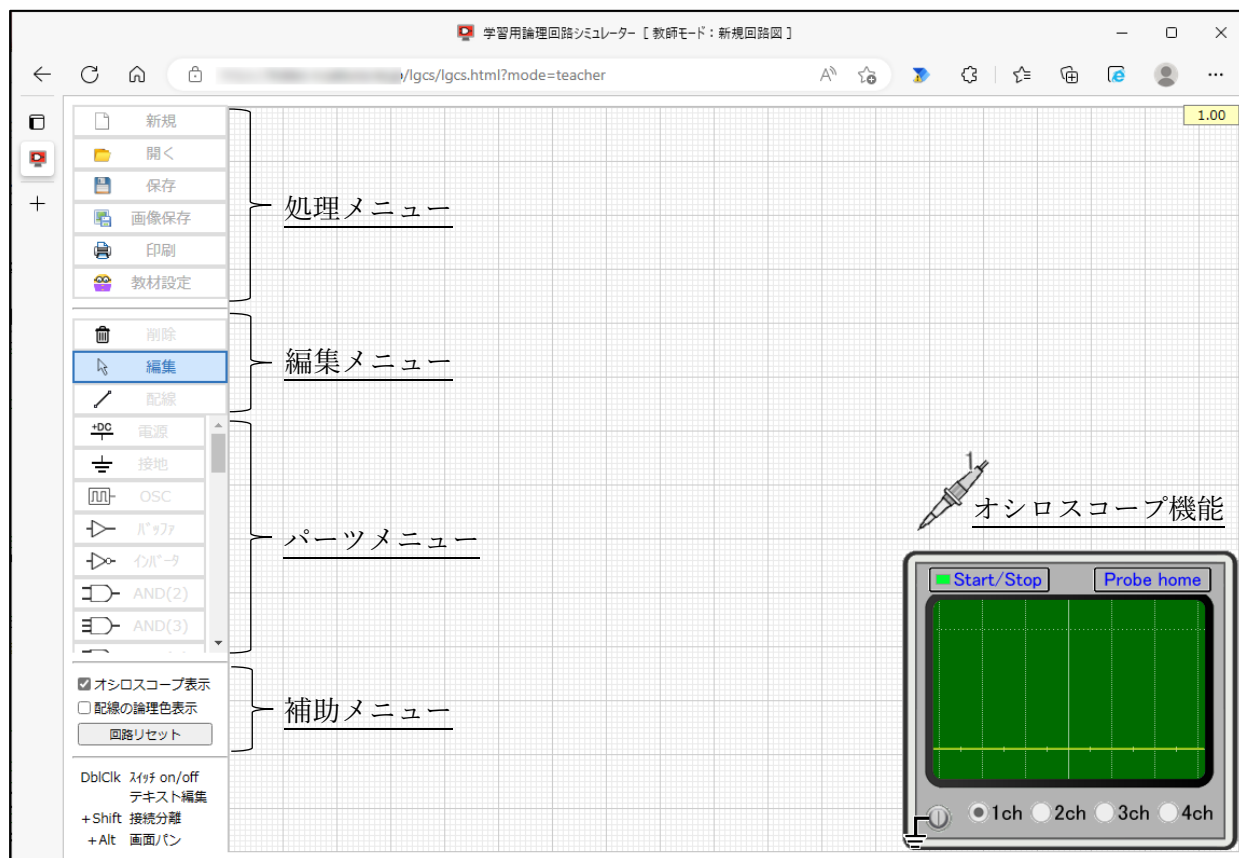 学習用論理回路シミュレーター [ 教師モード：新規回路図 ]
/lgcs/lgcs.html?mode=teacher
1.00
新規
開く
保存
画像保存
印刷
教材設定
処理メニュー
削除
編集
配線
編集メニュー
+DC 電源
接地
OSC
バッファ
インバータ
AND(2)
AND(3)
パーツメニュー
オシロスコープ表示
配線の論理色表示
回路リセット
補助メニュー
DblClk スイッチ on/off
テキスト編集
+Shift 接続分離
+Alt 画面パン
1
オシロスコープ機能
Start/Stop Probe home
1ch 2ch 3ch 4ch